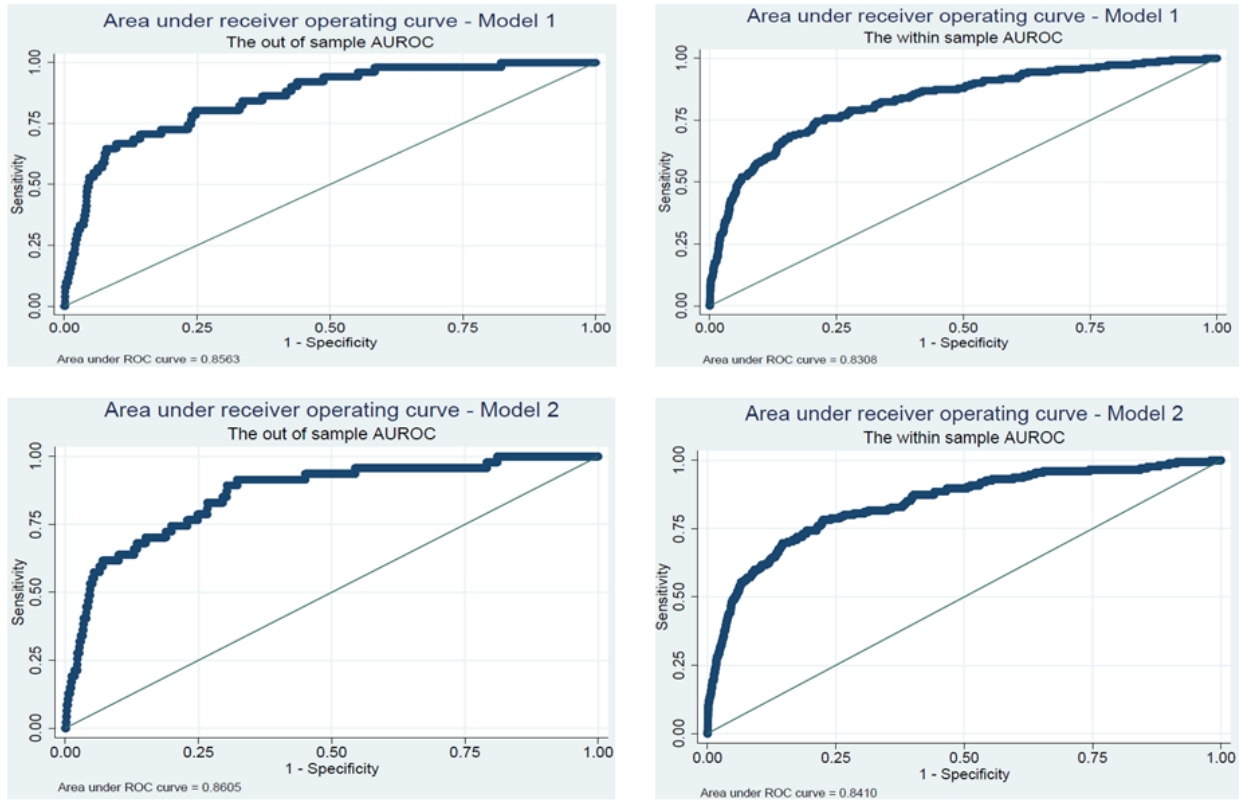 Area under receiver operating curve - Model 1
The out of sample AUROC
Sensitivity
1.00
0.75
0.50
0.25
0.00
0.00 0.25 0.50 0.75 1.00
1 - Specificity
Area under ROC curve = 0.8563
Area under receiver operating curve - Model 1
The within sample AUROC
Sensitivity
1.00
0.75
0.50
0.25
0.00
0.00 0.25 0.50 0.75 1.00
1 - Specificity
Area under ROC curve = 0.8308
Area under receiver operating curve - Model 2
The out of sample AUROC
Sensitivity
1.00
0.75
0.50
0.25
0.00
0.00 0.25 0.50 0.75 1.00
1 - Specificity
Area under ROC curve = 0.8605
Area under receiver operating curve - Model 2
The within sample AUROC
Sensitivity
1.00
0.75
0.50
0.25
0.00
0.00 0.25 0.50 0.75 1.00
1 - Specificity
Area under ROC curve = 0.8410